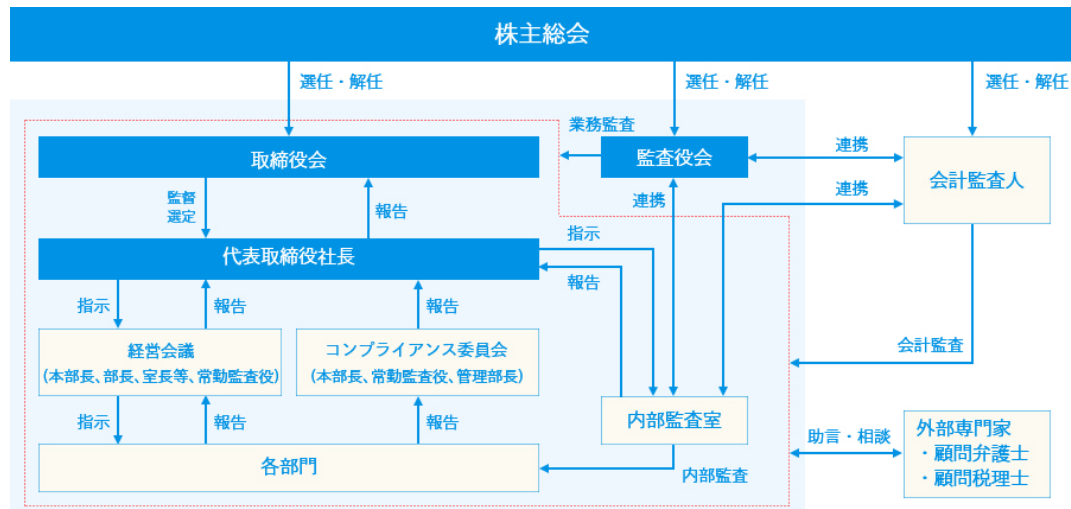 株主総会
選任・解任
選任・解任
選任・解任
業務監査
取締役会
監査役会
連携
会計監査人
監督
選定
報告
連携
連携
代表取締役社長
指示
報告
指示
報告
報告
経営会議
(本部長、部長、室長等、常勤監査役)
コンプライアンス委員会
(本部長、常勤監査役、管理部長)
会計監査
指示
報告
報告
内部監査室
各部門
内部監査
助言・相談
外部専門家
・顧問弁護士
・顧問税理士